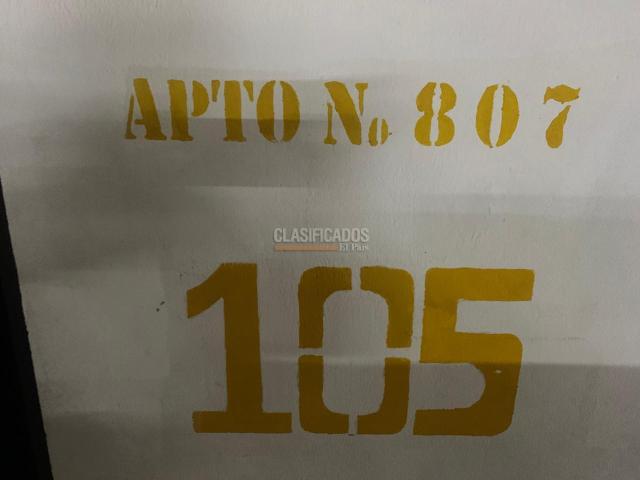 APTO No. 807
CLASIFICADOS
El País
105